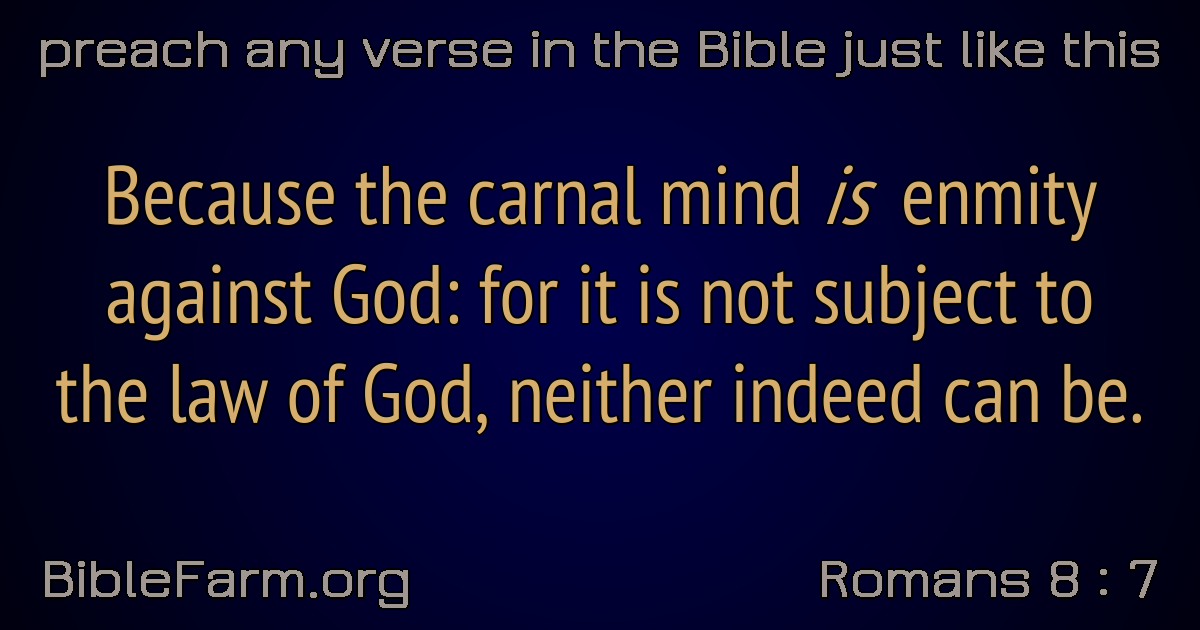 preach any verse in the Bible just like this
Because the carnal mind is enmity
against God: for it is not subject to
the law of God, neither indeed can be.
BibleFarm.org
Romans 8 : 7